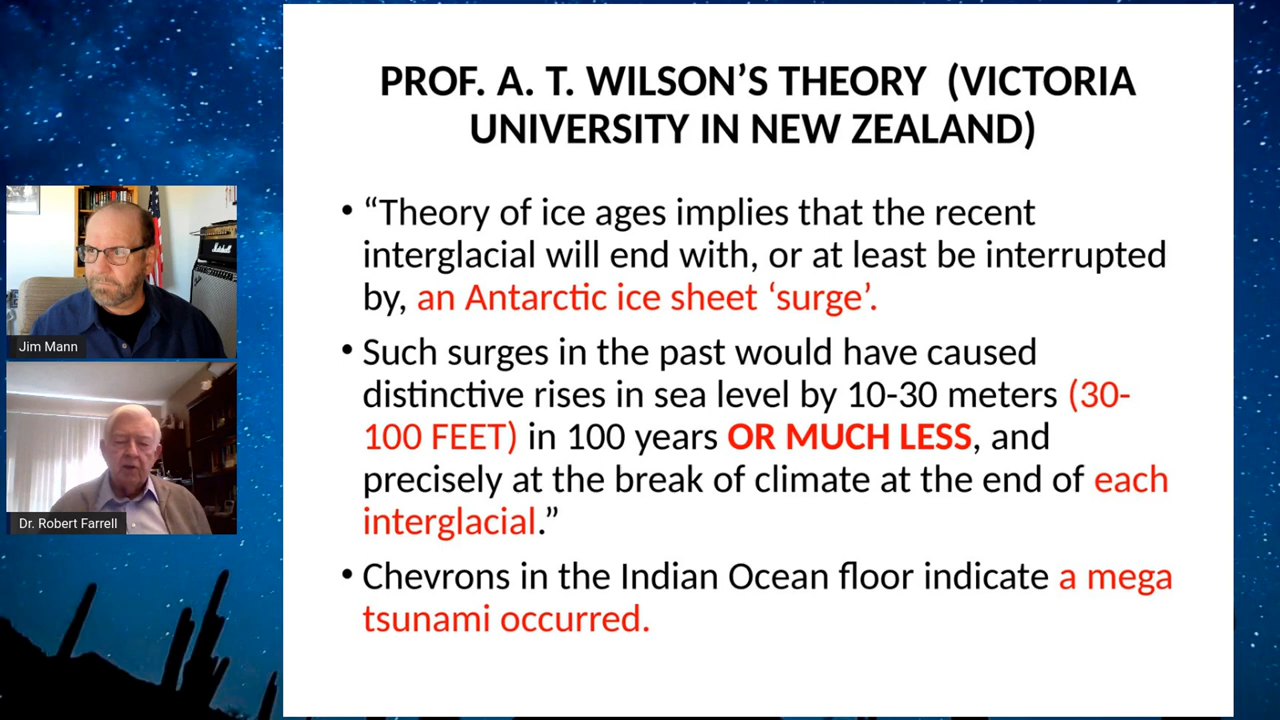 PROF. A. T. WILSON’S THEORY (VICTORIA
UNIVERSITY IN NEW ZEALAND)
• “Theory of ice ages implies that the recent
interglacial will end with, or at least be interrupted
by, an Antarctic ice sheet ‘surge’.
• Such surges in the past would have caused
distinctive rises in sea level by 10-30 meters (30-
100 FEET) in 100 years OR MUCH LESS, and
precisely at the break of climate at the end of each
interglacial.”
• Chevrons in the Indian Ocean floor indicate a mega
tsunami occurred.
Marshall
Jim Mann
Dr. Robert Farrell